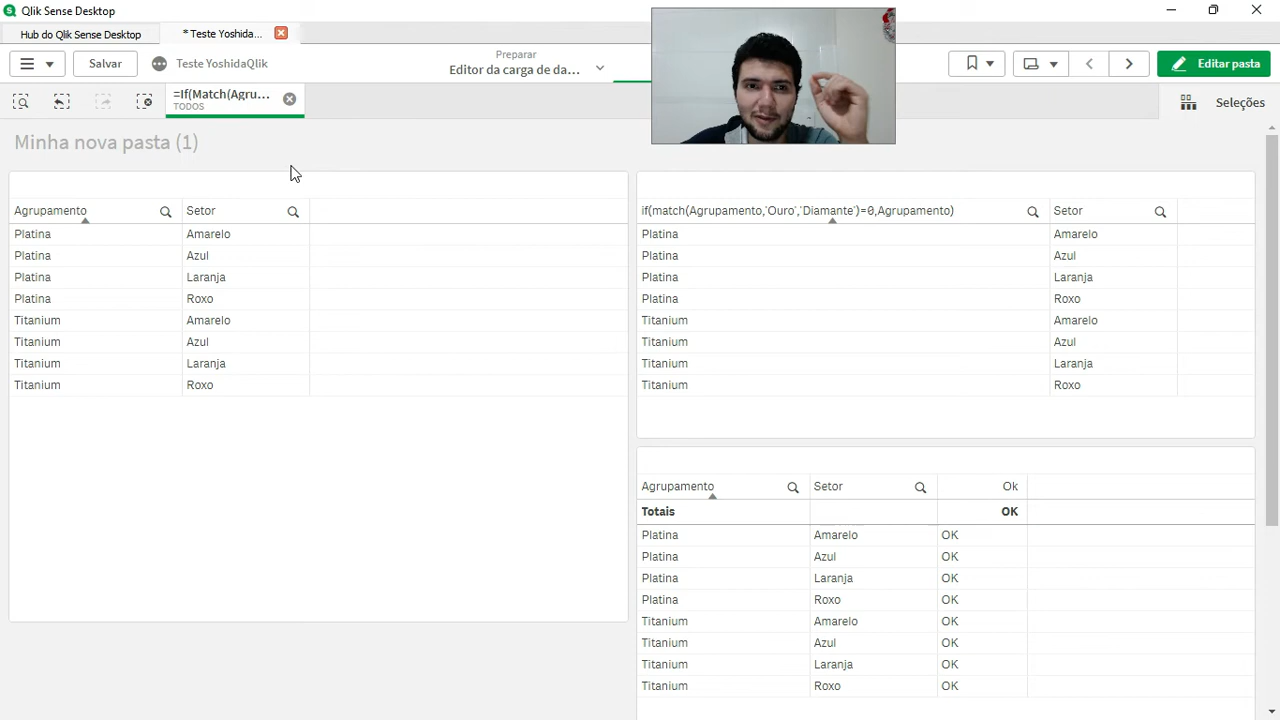 Qlik Sense Desktop
Hub do Qlik Sense Desktop
* Teste Yoshida...
Salvar
Teste YoshidaQlik
Preparar
Editor da carga de da...
Editar pasta
=If(Match(Agru...
TODOS
Seleções
Minha nova pasta (1)
Agrupamento Setor
Platina Amarelo
Platina Azul
Platina Laranja
Platina Roxo
Titanium Amarelo
Titanium Azul
Titanium Laranja
Titanium Roxo
if(match(Agrupamento,'Ouro','Diamante')=0,Agrupamento) Setor
Platina Amarelo
Platina Azul
Platina Laranja
Platina Roxo
Titanium Amarelo
Titanium Azul
Titanium Laranja
Titanium Roxo
Agrupamento Setor Ok
Totais OK
Platina Amarelo OK
Platina Azul OK
Platina Laranja OK
Platina Roxo OK
Titanium Amarelo OK
Titanium Azul OK
Titanium Laranja OK
Titanium Roxo OK